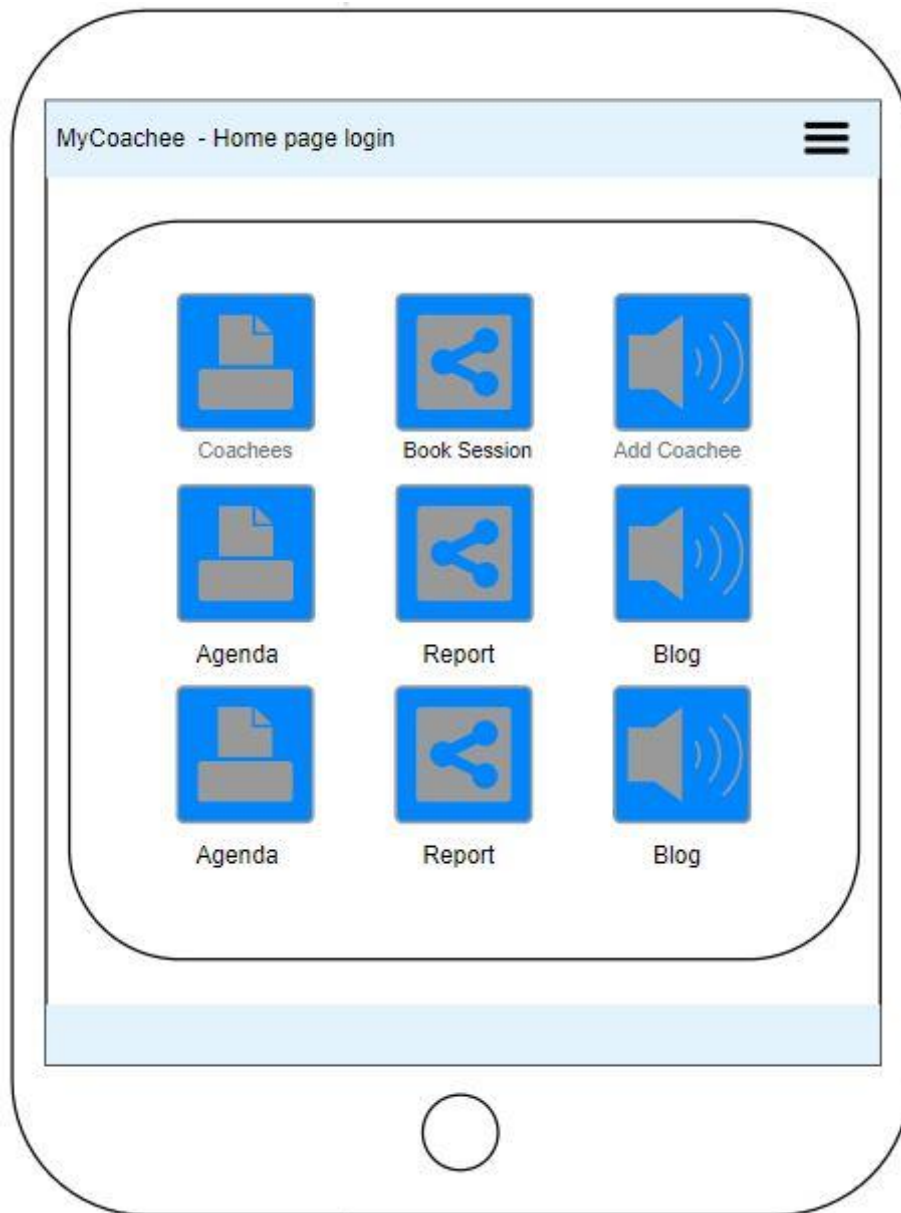 MyCoachee - Home page login
Coachees Book Session Add Coachee
Agenda Report Blog
Agenda Report Blog